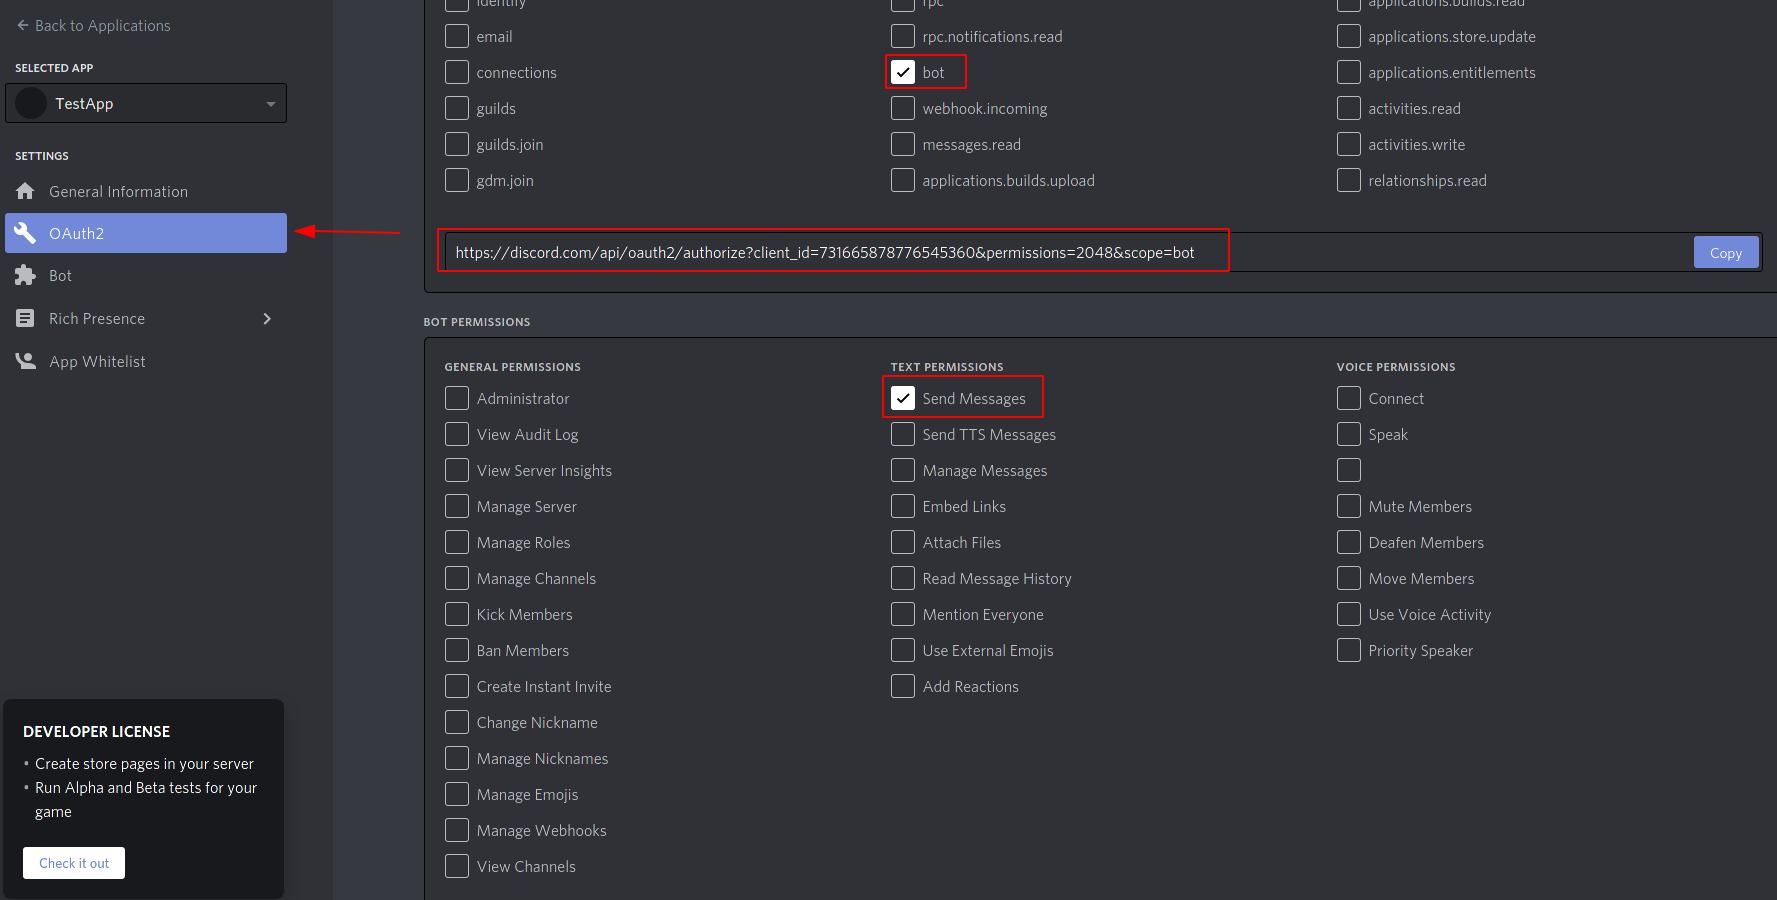 Back to Applications
SELECTED APP
TestApp
SETTINGS
General Information
OAuth2
Bot
Rich Presence
App Whitelist
DEVELOPER LICENSE
• Create store pages in your server
• Run Alpha and Beta tests for your
game
Check it out
identify
email
connections
guilds
guilds.join
gdm.join
rpc
rpc.notifications.read
bot
webhook.incoming
messages.read
applications.builds.upload
applications.builds.read
applications.store.update
applications.entitlements
activities.read
activities.write
relationships.read
https://discord.com/api/oauth2/authorize?client_id=731665878776545360&permissions=2048&scope=bot
Copy
BOT PERMISSIONS
GENERAL PERMISSIONS
Administrator
View Audit Log
View Server Insights
Manage Server
Manage Roles
Manage Channels
Kick Members
Ban Members
Create Instant Invite
Change Nickname
Manage Nicknames
Manage Emojis
Manage Webhooks
View Channels
TEXT PERMISSIONS
Send Messages
Send TTS Messages
Manage Messages
Embed Links
Attach Files
Read Message History
Mention Everyone
Use External Emojis
Add Reactions
VOICE PERMISSIONS
Connect
Speak
Mute Members
Deafen Members
Move Members
Use Voice Activity
Priority Speaker